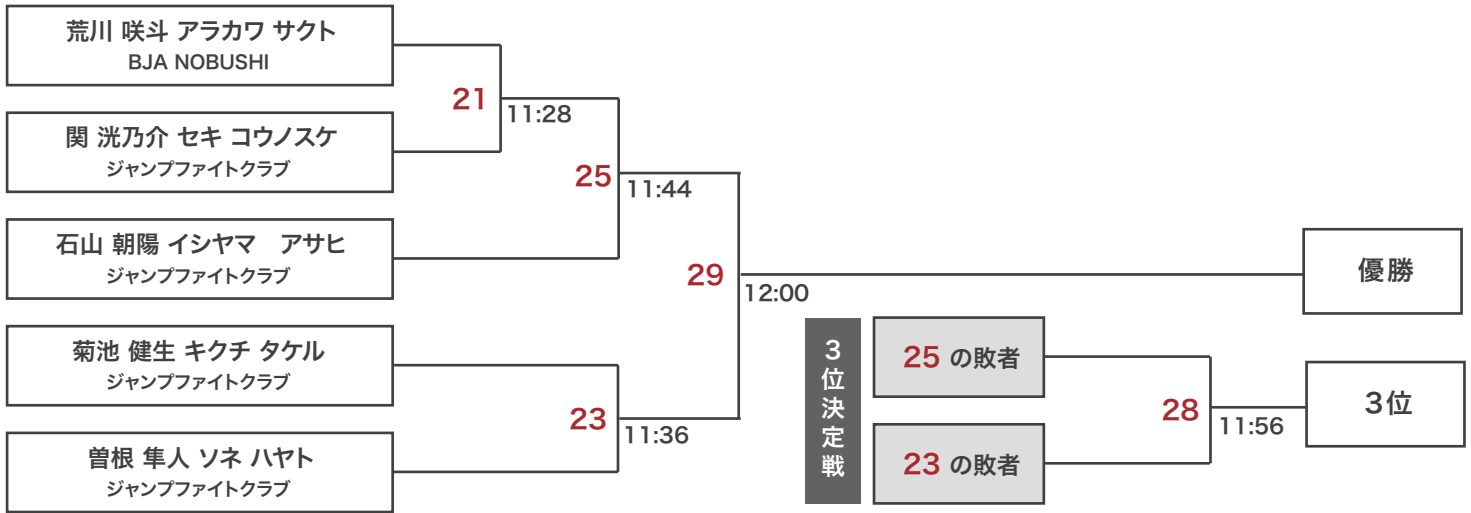 荒川 咲斗 アラカワ サクト
BJA NOBUSHI
21
11:28
関 洸乃介 セキ コウノスケ
ジャンプファイトクラブ
25
11:44
石山 朝陽 イシヤマ　アサヒ
ジャンプファイトクラブ
29
12:00
優勝
菊池 健生 キクチ タケル
ジャンプファイトクラブ
23
11:36
曽根 隼人 ソネ ハヤト
ジャンプファイトクラブ
3位決定戦
25 の敗者
28
11:56
3位
23 の敗者